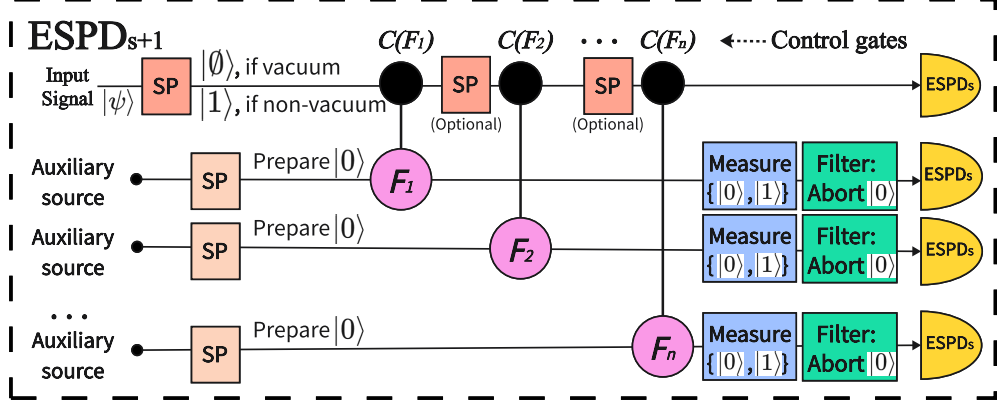 ESPDs+1
C(F1) C(F2) ... C(Fn) Control gates
Input
Signal
|ψ⟩
SP
|∅⟩, if vacuum
|1⟩, if non-vacuum
SP
(Optional)
SP
(Optional)
ESPDs
Auxiliary
source
SP
Prepare |0⟩
F1
Measure
{|0⟩,|1⟩}
Filter:
Abort |0⟩
ESPDs
Auxiliary
source
SP
Prepare |0⟩
F2
Measure
{|0⟩,|1⟩}
Filter:
Abort |0⟩
ESPDs
...
Auxiliary
source
SP
Prepare |0⟩
Fn
Measure
{|0⟩,|1⟩}
Filter:
Abort |0⟩
ESPDs